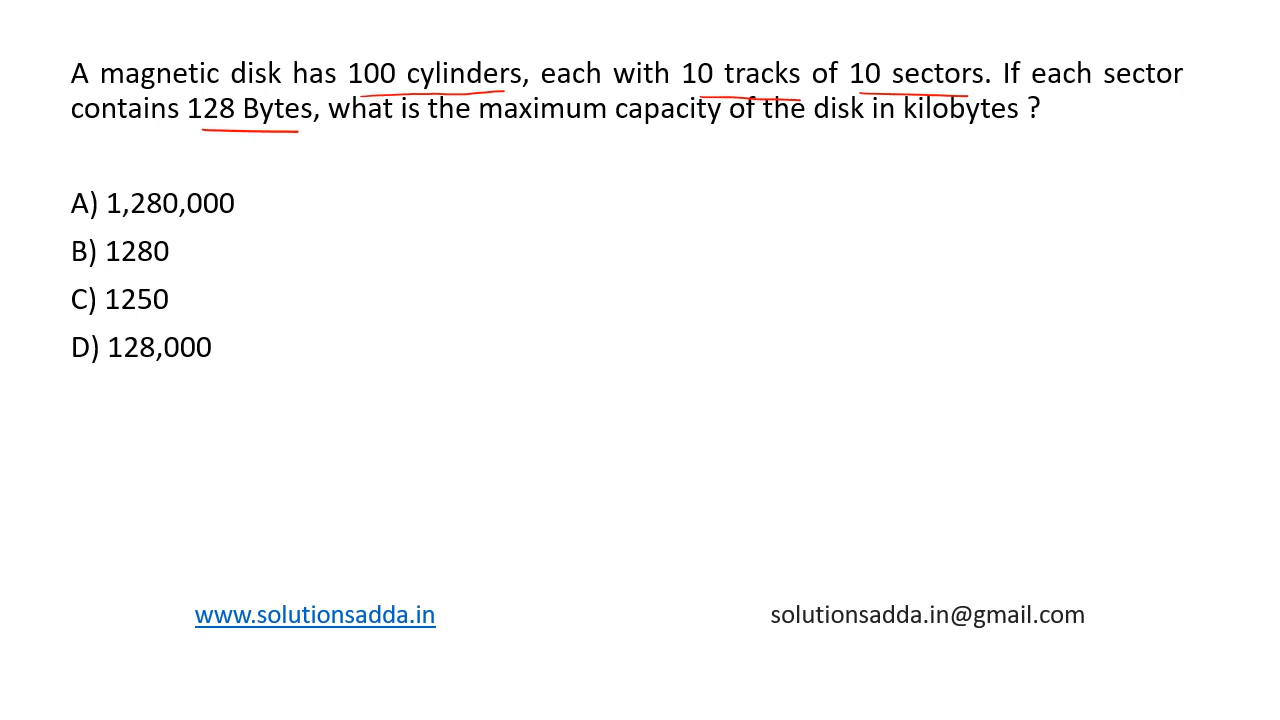 A magnetic disk has 100 cylinders, each with 10 tracks of 10 sectors. If each sector
contains 128 Bytes, what is the maximum capacity of the disk in kilobytes ?
A) 1,280,000
B) 1280
C) 1250
D) 128,000
www.solutionsadda.in
solutionsadda.in@gmail.com